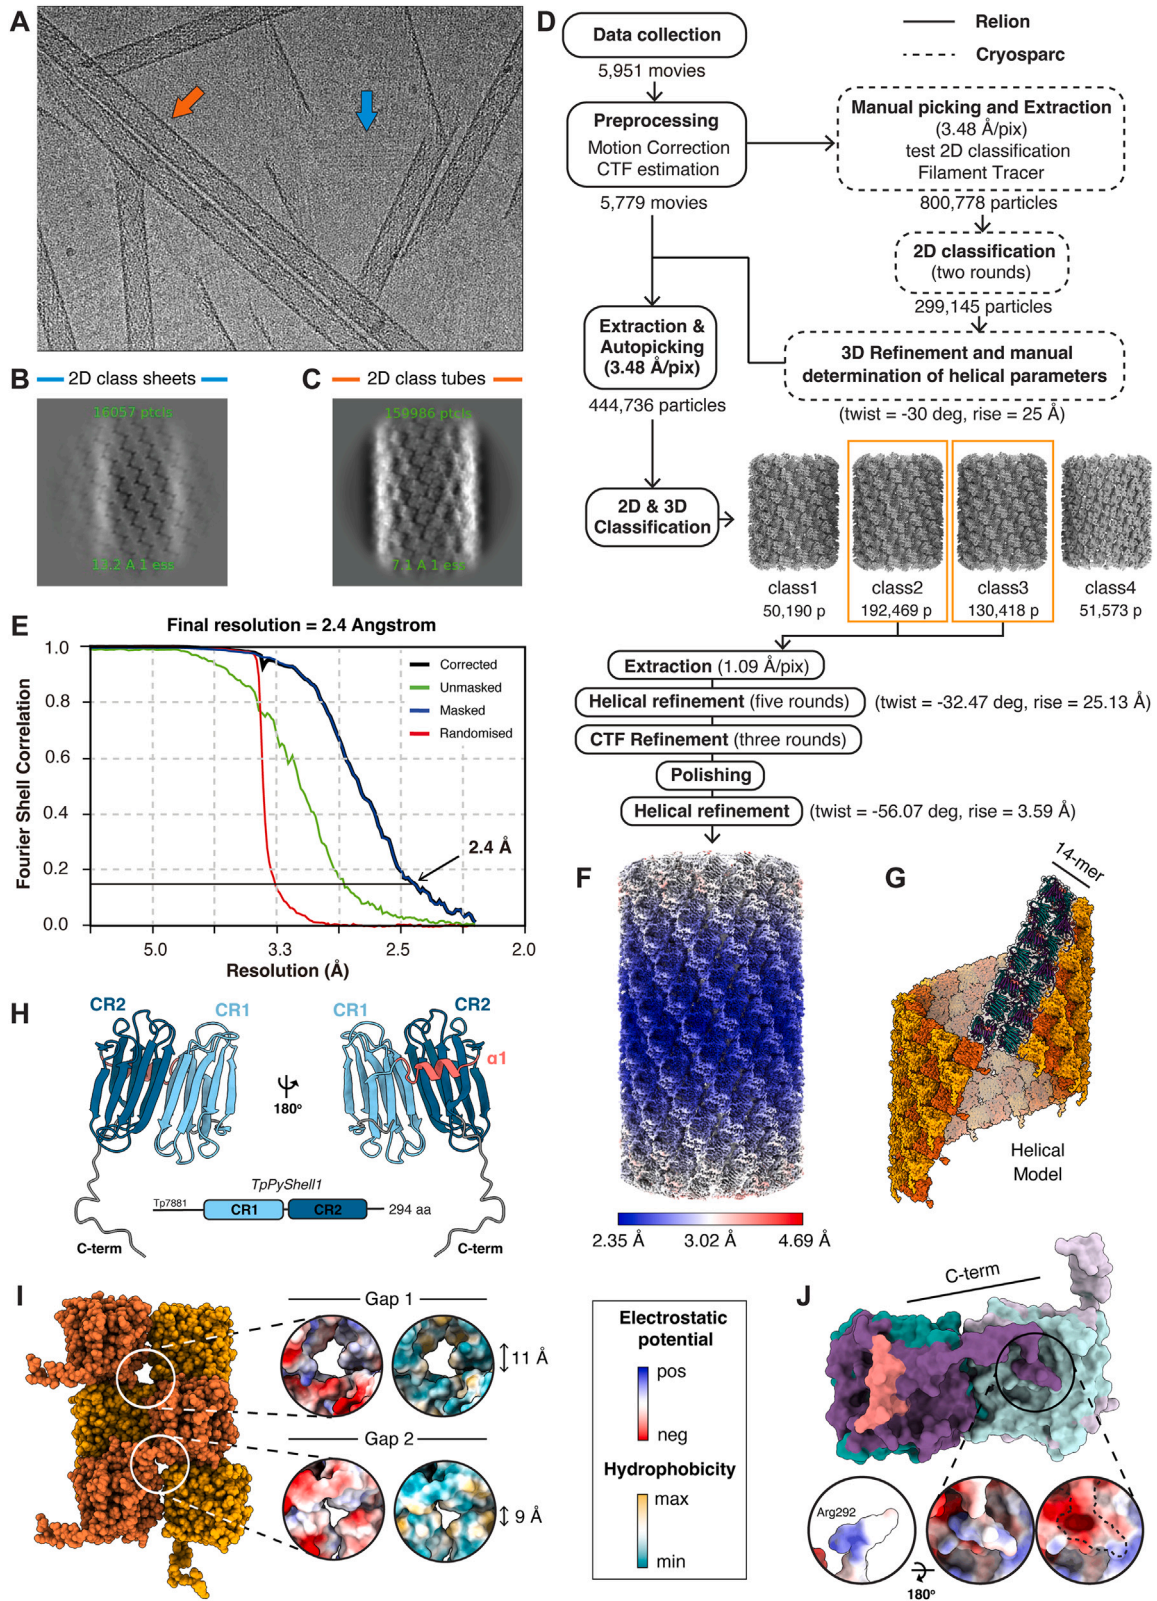 A
B
2D class sheets
16057 ptcls
13.2 A 1 ess
C
2D class tubes
159986 ptcls
7.1 A 1 ess
D
Relion
Cryosparc
Data collection
5,951 movies
Preprocessing
Motion Correction
CTF estimation
5,779 movies
Manual picking and Extraction
(3.48 Å/pix)
test 2D classification
Filament Tracer
800,778 particles
2D classification
(two rounds)
299,145 particles
3D Refinement and manual
determination of helical parameters
(twist = -30 deg, rise = 25 Å)
Extraction &
Autopicking
(3.48 Å/pix)
444,736 particles
2D & 3D
Classification
class1
50,190 p
class2
192,469 p
class3
130,418 p
class4
51,573 p
Extraction (1.09 Å/pix)
Helical refinement (five rounds)
(twist = -32.47 deg, rise = 25.13 Å)
CTF Refinement (three rounds)
Polishing
Helical refinement
(twist = -56.07 deg, rise = 3.59 Å)
E
Final resolution = 2.4 Angstrom
Fourier Shell Correlation
1.0
0.8
0.6
0.4
0.2
0.0
Corrected
Unmasked
Masked
Randomised
2.4 Å
5.0
3.3
2.5
2.0
Resolution (Å)
F
2.35 Å
3.02 Å
4.69 Å
G
14-mer
Helical
Model
H
CR2
CR1
CR1
CR2
α1
180°
TpPyShell1
Tp7881
CR1
CR2
294 aa
C-term
C-term
I
Gap 1
11 Å
Gap 2
9 Å
Electrostatic
potential
pos
neg
Hydrophobicity
max
min
J
C-term
Arg292
180°